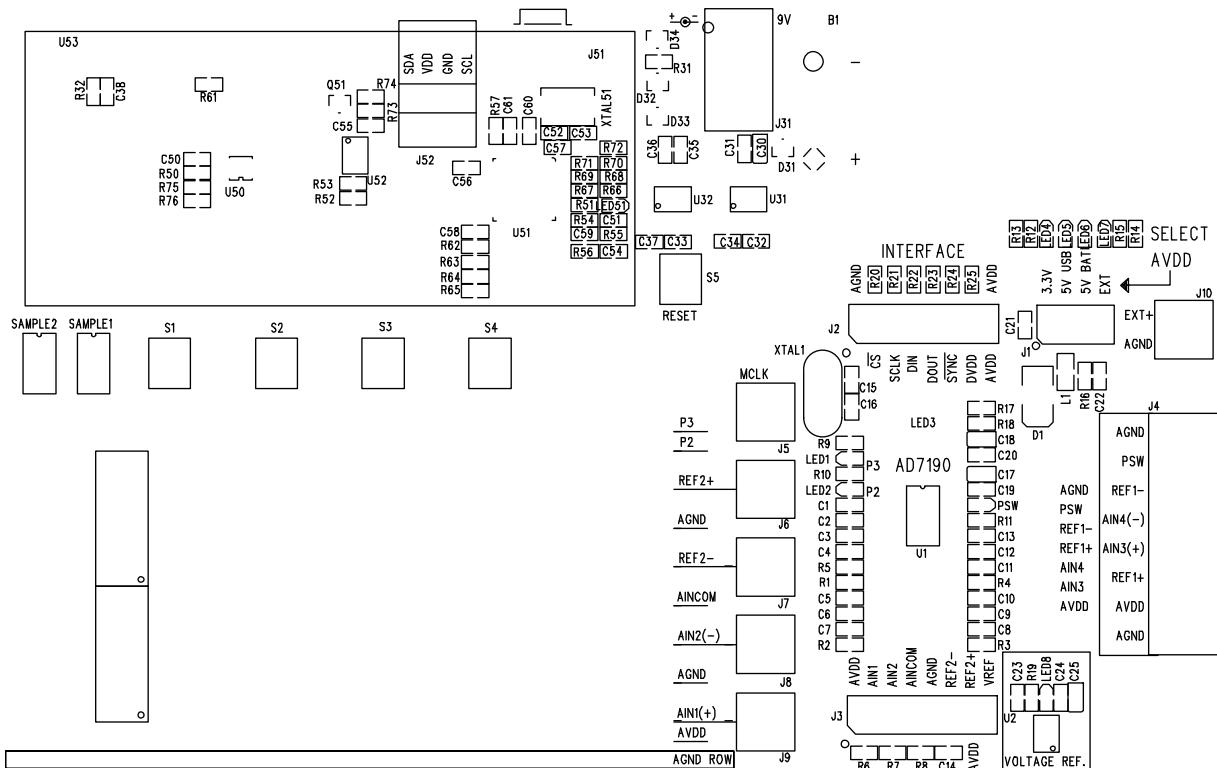 U53
9V
B1
+ -
D34
R31
D32
D33
-
+
J51
SDA
VDD
GND
SCL
R32
C38
R61
Q51
R74
R73
C55
U52
J52
R57
C61
C60
XTAL51
C52
C53
C57
R72
R71
R70
R69
R68
R67
R66
R51
LED51
R54
C51
C59
R55
R56
C54
C56
U51
C50
R50
R75
R76
U50
R53
R52
C58
R62
R63
R64
R65
C36
C35
C31
C30
J31
D31
U32
U31
C37
C33
C34
C32
S5
RESET
SAMPLE2
SAMPLE1
S1
S2
S3
S4
INTERFACE
AGND
R20
R21
R22
R23
R24
R25
AVDD
J2
CS
SCLK
DIN
DOUT
SYNC
DVDD
AVDD
R13
R12
LED4
LED5
LED6
LED7
R15
R14
SELECT
AVDD
3.3V
5V USB
5V BAT
EXT
J10
EXT+
AGND
C21
J1
L1
R16
C22
D1
XTAL1
C15
C16
MCLK
J5
P3
P2
REF2+
AGND
J6
REF2-
AINCOM
J7
AIN2(-)
AGND
J8
AIN1(+)
AVDD
J9
AGND ROW
R9
LED1
P3
R10
LED2
P2
C1
C2
C3
C4
R5
R1
C5
C6
C7
R2
LED3
AD7190
U1
R17
R18
C18
C20
C17
C19
PSW
R11
C13
C12
C11
R4
C10
C9
C8
R3
AVDD
AIN1
AIN2
AINCOM
AGND
REF2-
REF2+
VREF
J3
R6
R7
R8
C14
AVDD
J4
AGND
PSW
REF1-
AIN4(-)
AIN3(+)
REF1+
AVDD
AGND
AGND
PSW
REF1-
REF1+
AIN4
AIN3
AVDD
C23
R19
LED8
C24
C25
U2
VOLTAGE REF.